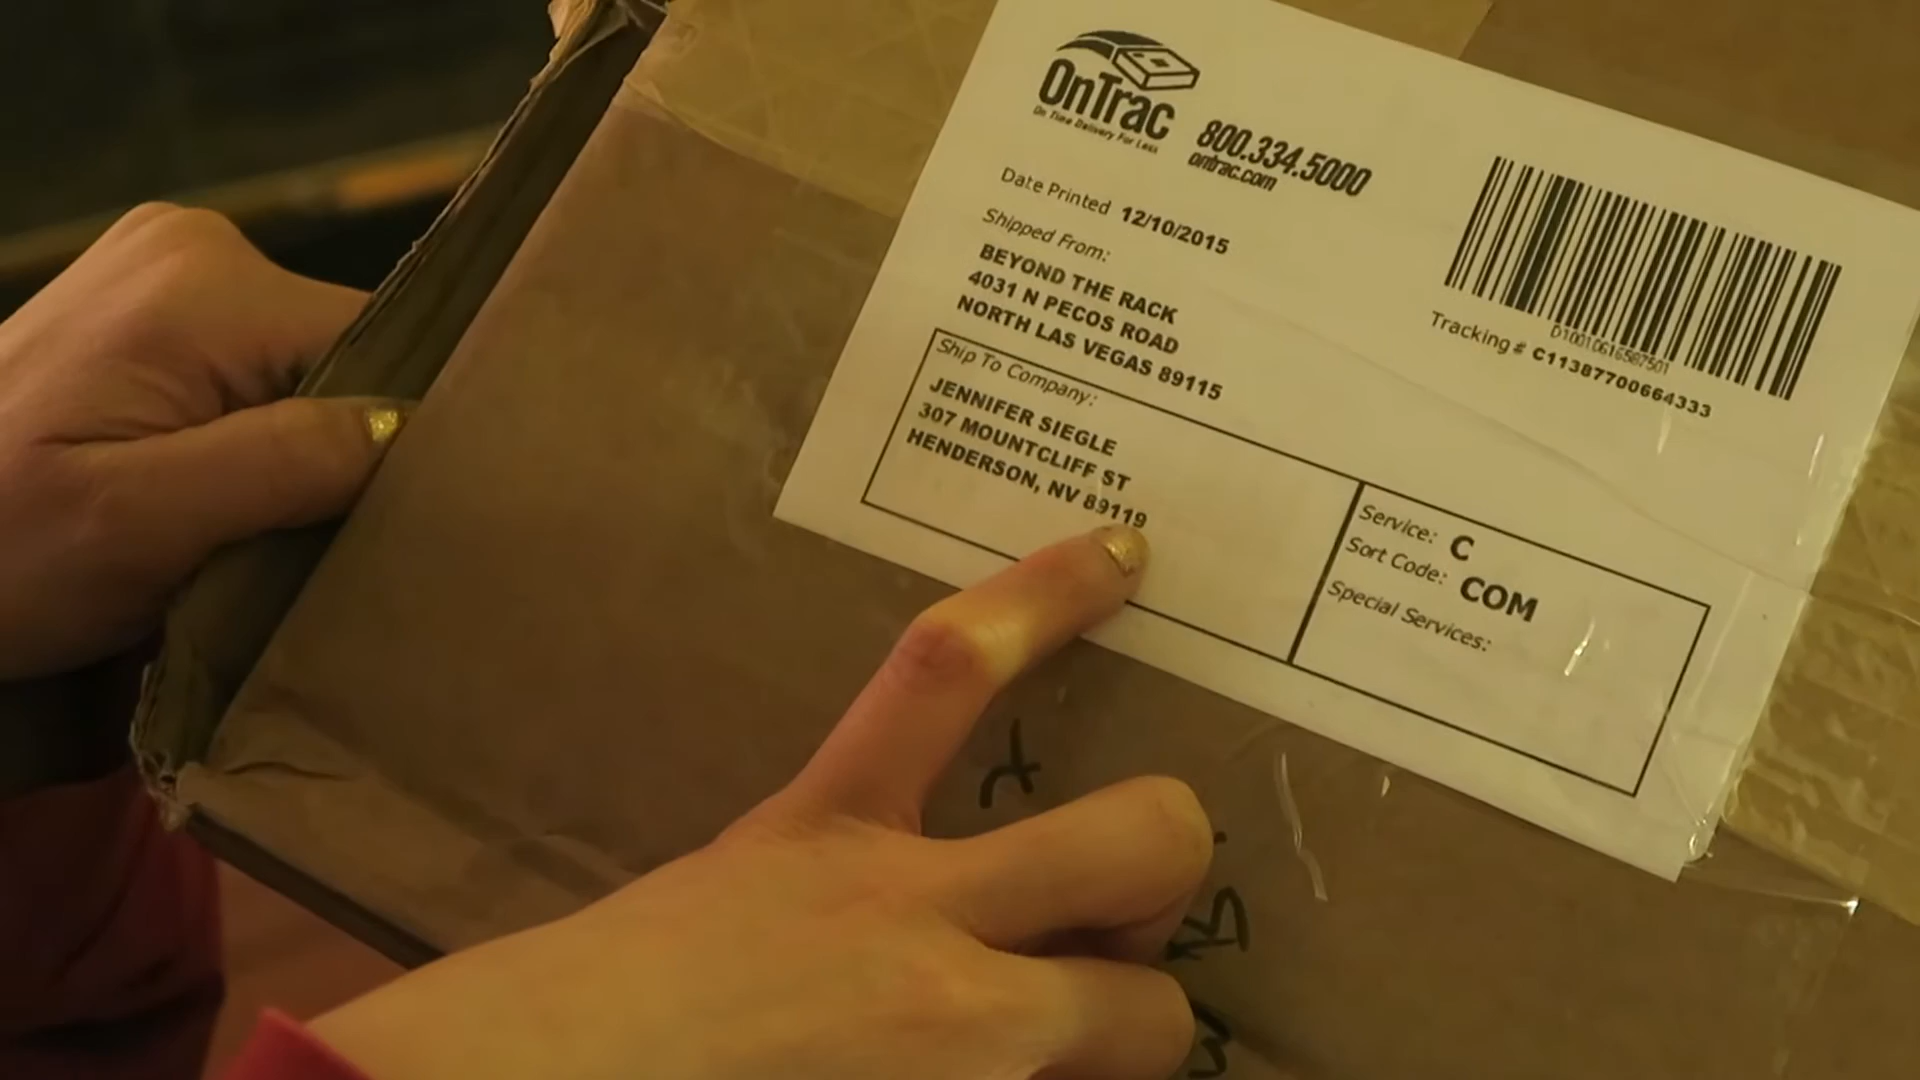 OnTrac
On Time Delivery For Less
800.334.5000
ontrac.com
Date Printed 12/10/2015
Shipped From:
BEYOND THE RACK
4031 N PECOS ROAD
NORTH LAS VEGAS 89115
D10010616587501
Tracking # C11387700664333
Ship To Company:
JENNIFER SIEGLE
307 MOUNTCLIFF ST
HENDERSON, NV 89119
Service: C
Sort Code: COM
Special Services: